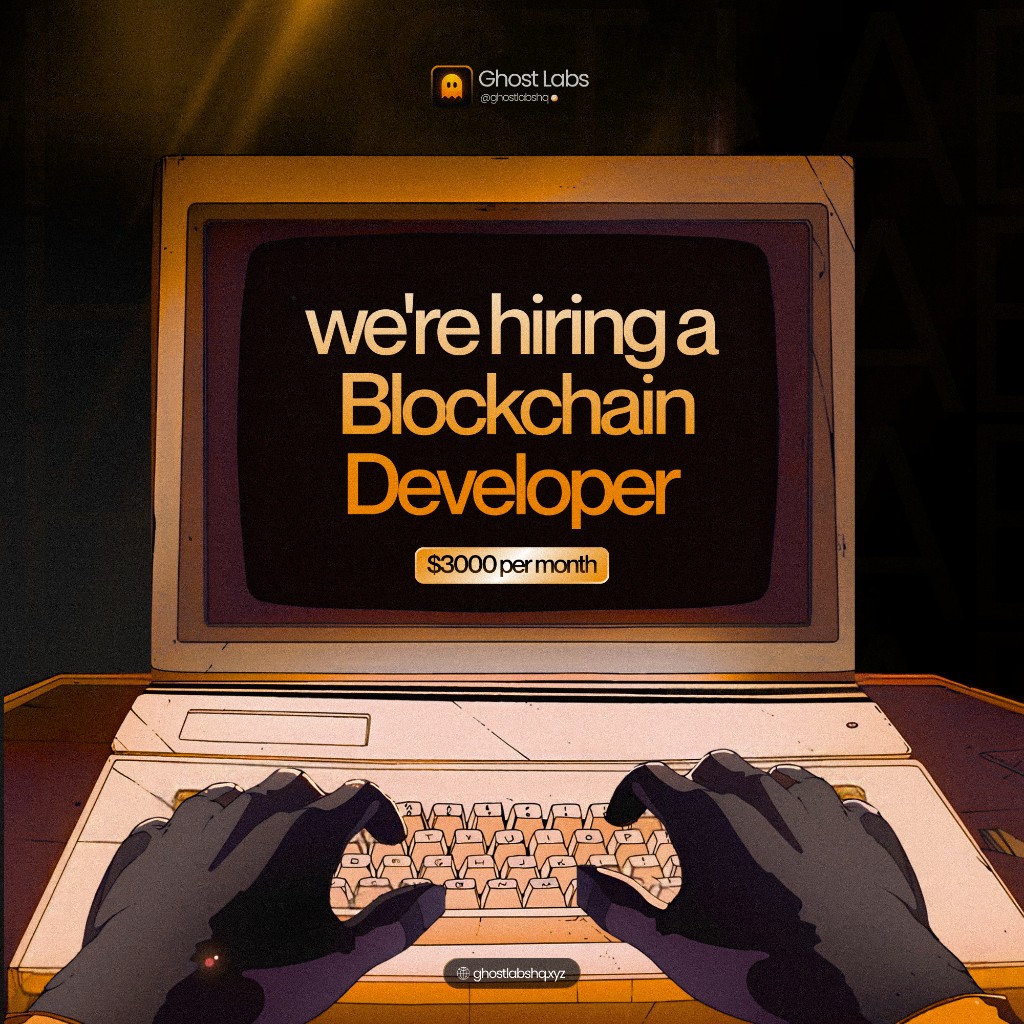 Ghost Labs
@ghostlabshq
we're hiring a
Blockchain
Developer
$3000 per month
ghostlabshq.xyz